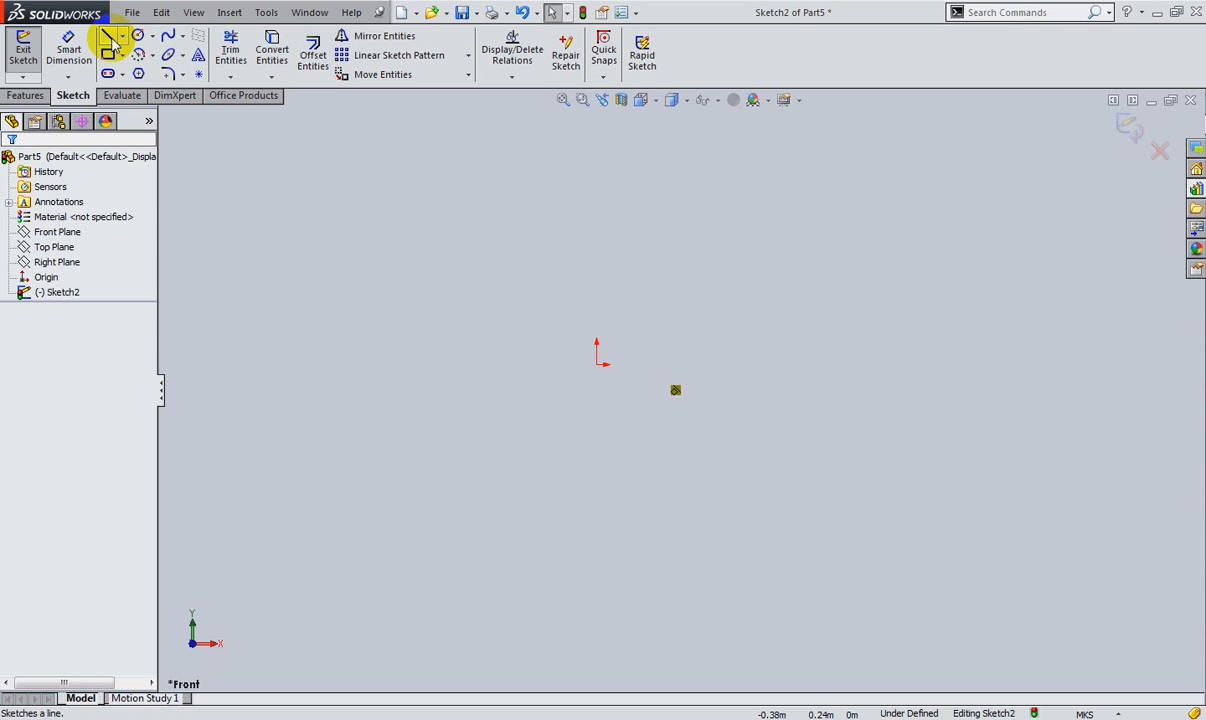 SOLIDWORKS File Edit View Insert Tools Window Help Sketch2 of Part5 * Search Commands
Exit Sketch
Smart Dimension
Trim Entities
Convert Entities
Offset Entities
Mirror Entities
Linear Sketch Pattern
Move Entities
Display/Delete Relations
Repair Sketch
Quick Snaps
Rapid Sketch
Features Sketch Evaluate DimXpert Office Products
Part5 (Default<<Default>_Displa
History
Sensors
Annotations
Material <not specified>
Front Plane
Top Plane
Right Plane
Origin
(-) Sketch2
Y
X
*Front
Model Motion Study 1
Sketches a line. -0.38m 0.24m 0m Under Defined Editing Sketch2 MKS